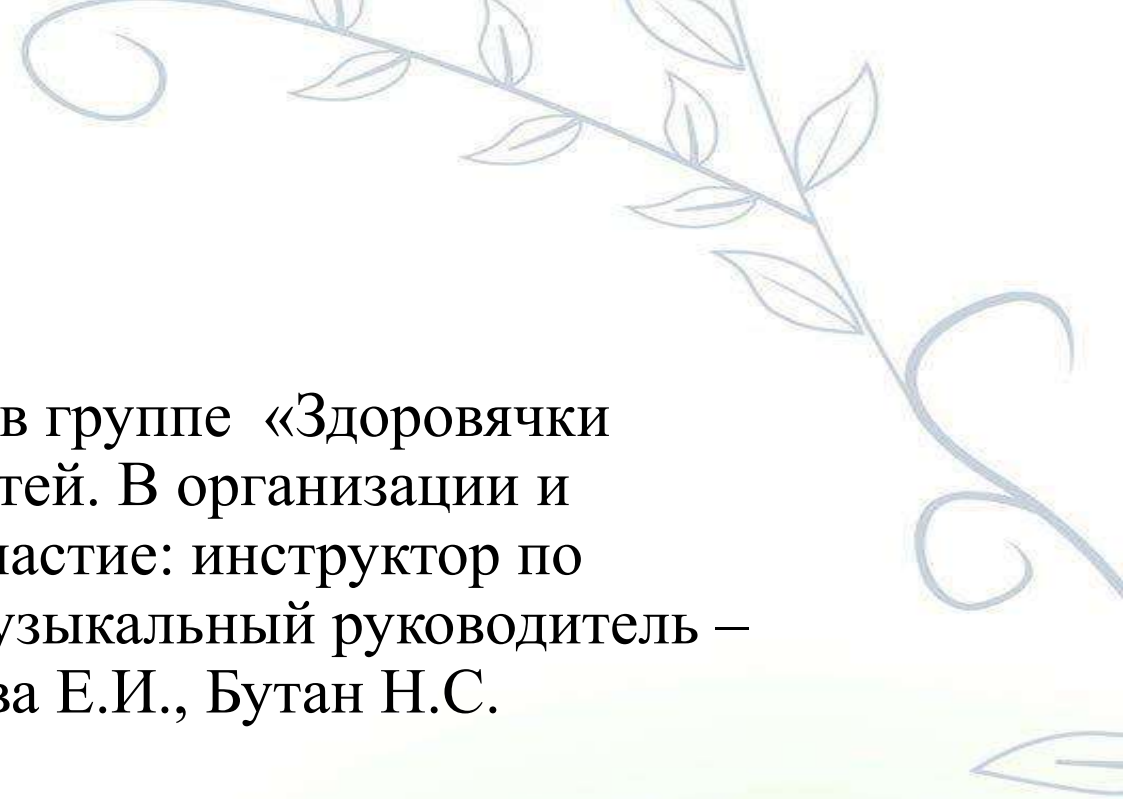 в группе «Здоровячки
тей. В организации и
частие: инструктор по
узыкальный руководитель –
ва Е.И., Бутан Н.С.